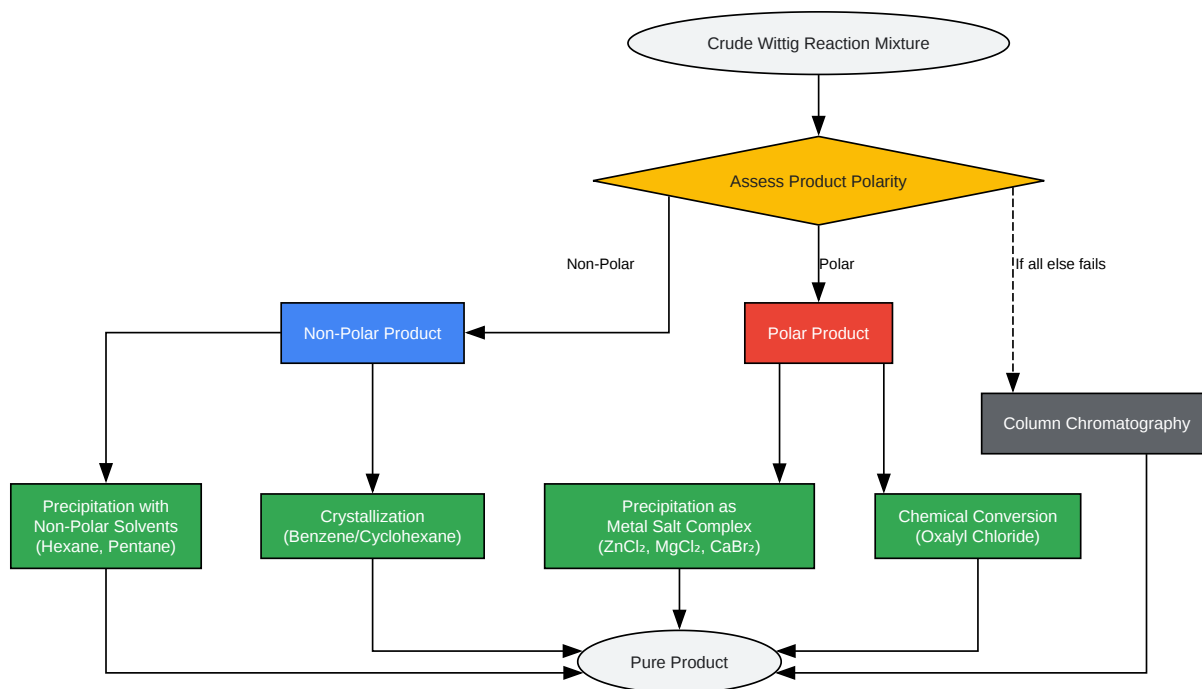 Crude Wittig Reaction Mixture
Assess Product Polarity
Non-Polar
Polar
If all else fails
Non-Polar Product
Polar Product
Column Chromatography
Precipitation with
Non-Polar Solvents
(Hexane, Pentane)
Crystallization
(Benzene/Cyclohexane)
Precipitation as
Metal Salt Complex
(ZnCl₂, MgCl₂, CaBr₂)
Chemical Conversion
(Oxalyl Chloride)
Pure Product